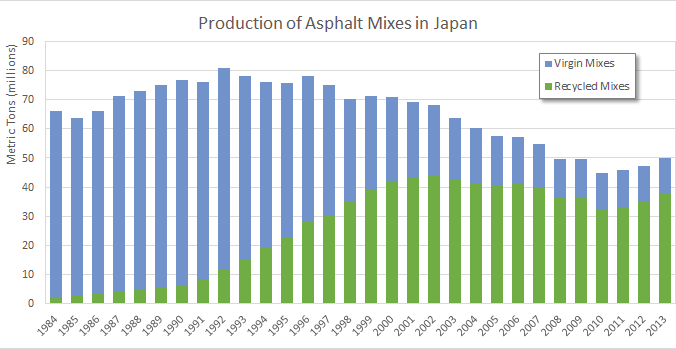 Production of Asphalt Mixes in Japan
Metric Tons (millions)
90
80
70
60
50
40
30
20
10
0
Virgin Mixes
Recycled Mixes
1984 1985 1986 1987 1988 1989 1990 1991 1992 1993 1994 1995 1996 1997 1998 1999 2000 2001 2002 2003 2004 2005 2006 2007 2008 2009 2010 2011 2012 2013